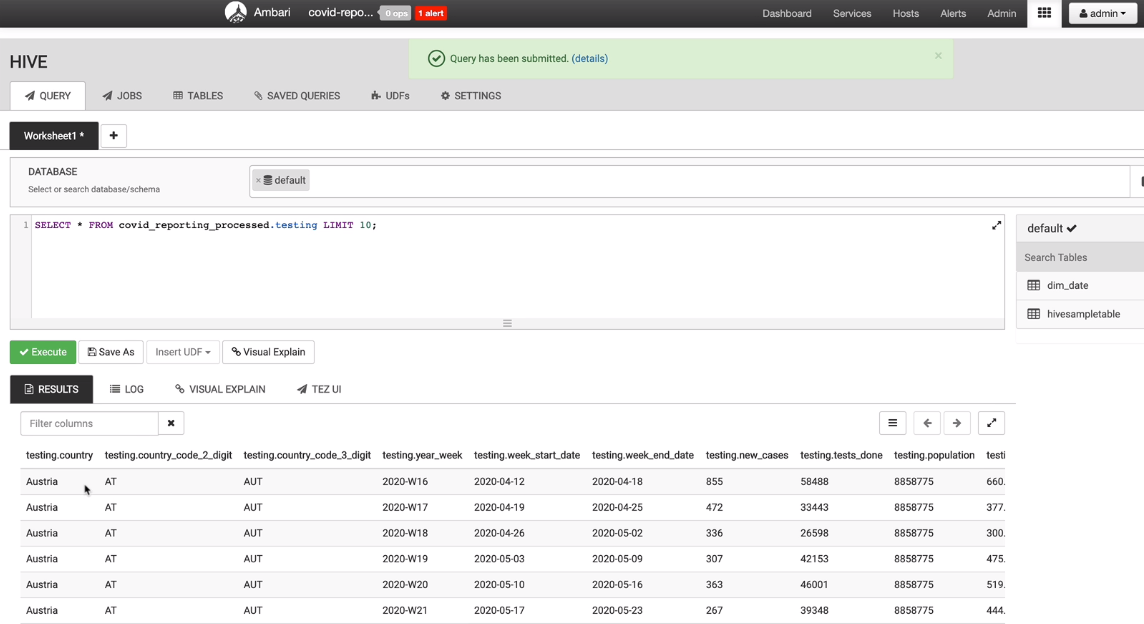 Ambari covid-repo... 0 ops 1 alert Dashboard Services Hosts Alerts Admin admin
HIVE
Query has been submitted. (details) ×
QUERY JOBS TABLES SAVED QUERIES UDFs SETTINGS
Worksheet1 * +
DATABASE
Select or search database/schema
× default
1 SELECT * FROM covid_reporting_processed.testing LIMIT 10;
default
Search Tables
dim_date
hivesampletable
Execute Save As Insert UDF Visual Explain
RESULTS LOG VISUAL EXPLAIN TEZ UI
Filter columns
testing.country testing.country_code_2_digit testing.country_code_3_digit testing.year_week testing.week_start_date testing.week_end_date testing.new_cases testing.tests_done testing.population testi
Austria AT AUT 2020-W16 2020-04-12 2020-04-18 855 58488 8858775 660.
Austria AT AUT 2020-W17 2020-04-19 2020-04-25 472 33443 8858775 377.
Austria AT AUT 2020-W18 2020-04-26 2020-05-02 336 26598 8858775 300.
Austria AT AUT 2020-W19 2020-05-03 2020-05-09 307 42153 8858775 475.
Austria AT AUT 2020-W20 2020-05-10 2020-05-16 363 46001 8858775 519.
Austria AT AUT 2020-W21 2020-05-17 2020-05-23 267 39348 8858775 444.